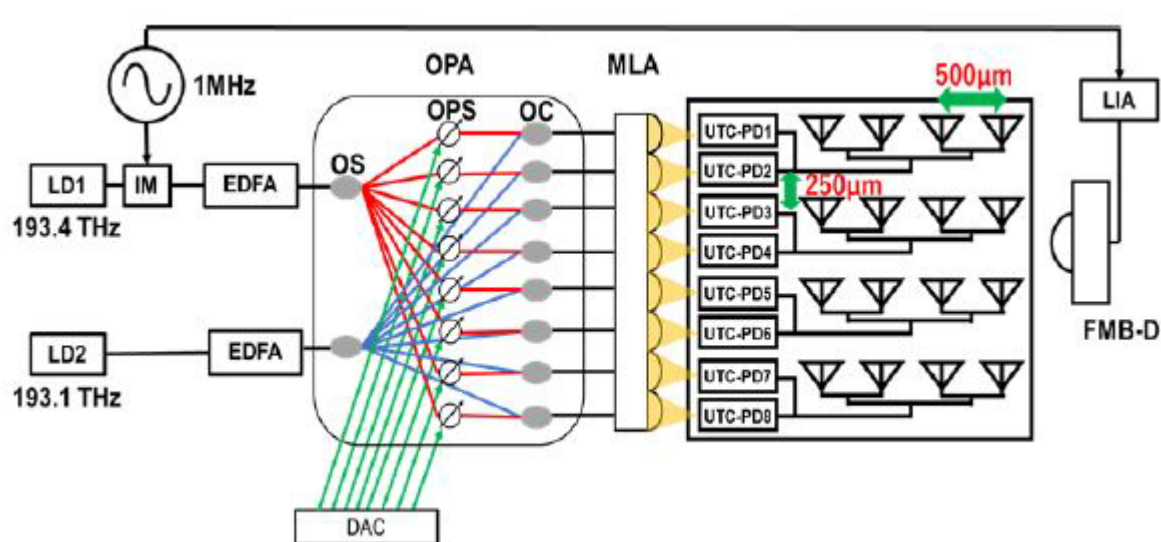 OPA
MLA
500μm
1MHz
OPS
OC
LIA
OS
UTC-PD1
LD1
IM
EDFA
UTC-PD2
250μm
193.4 THz
UTC-PD3
UTC-PD4
UTC-PD5
FMB-D
LD2
EDFA
UTC-PD6
193.1 THz
UTC-PD7
UTC-PD8
DAC